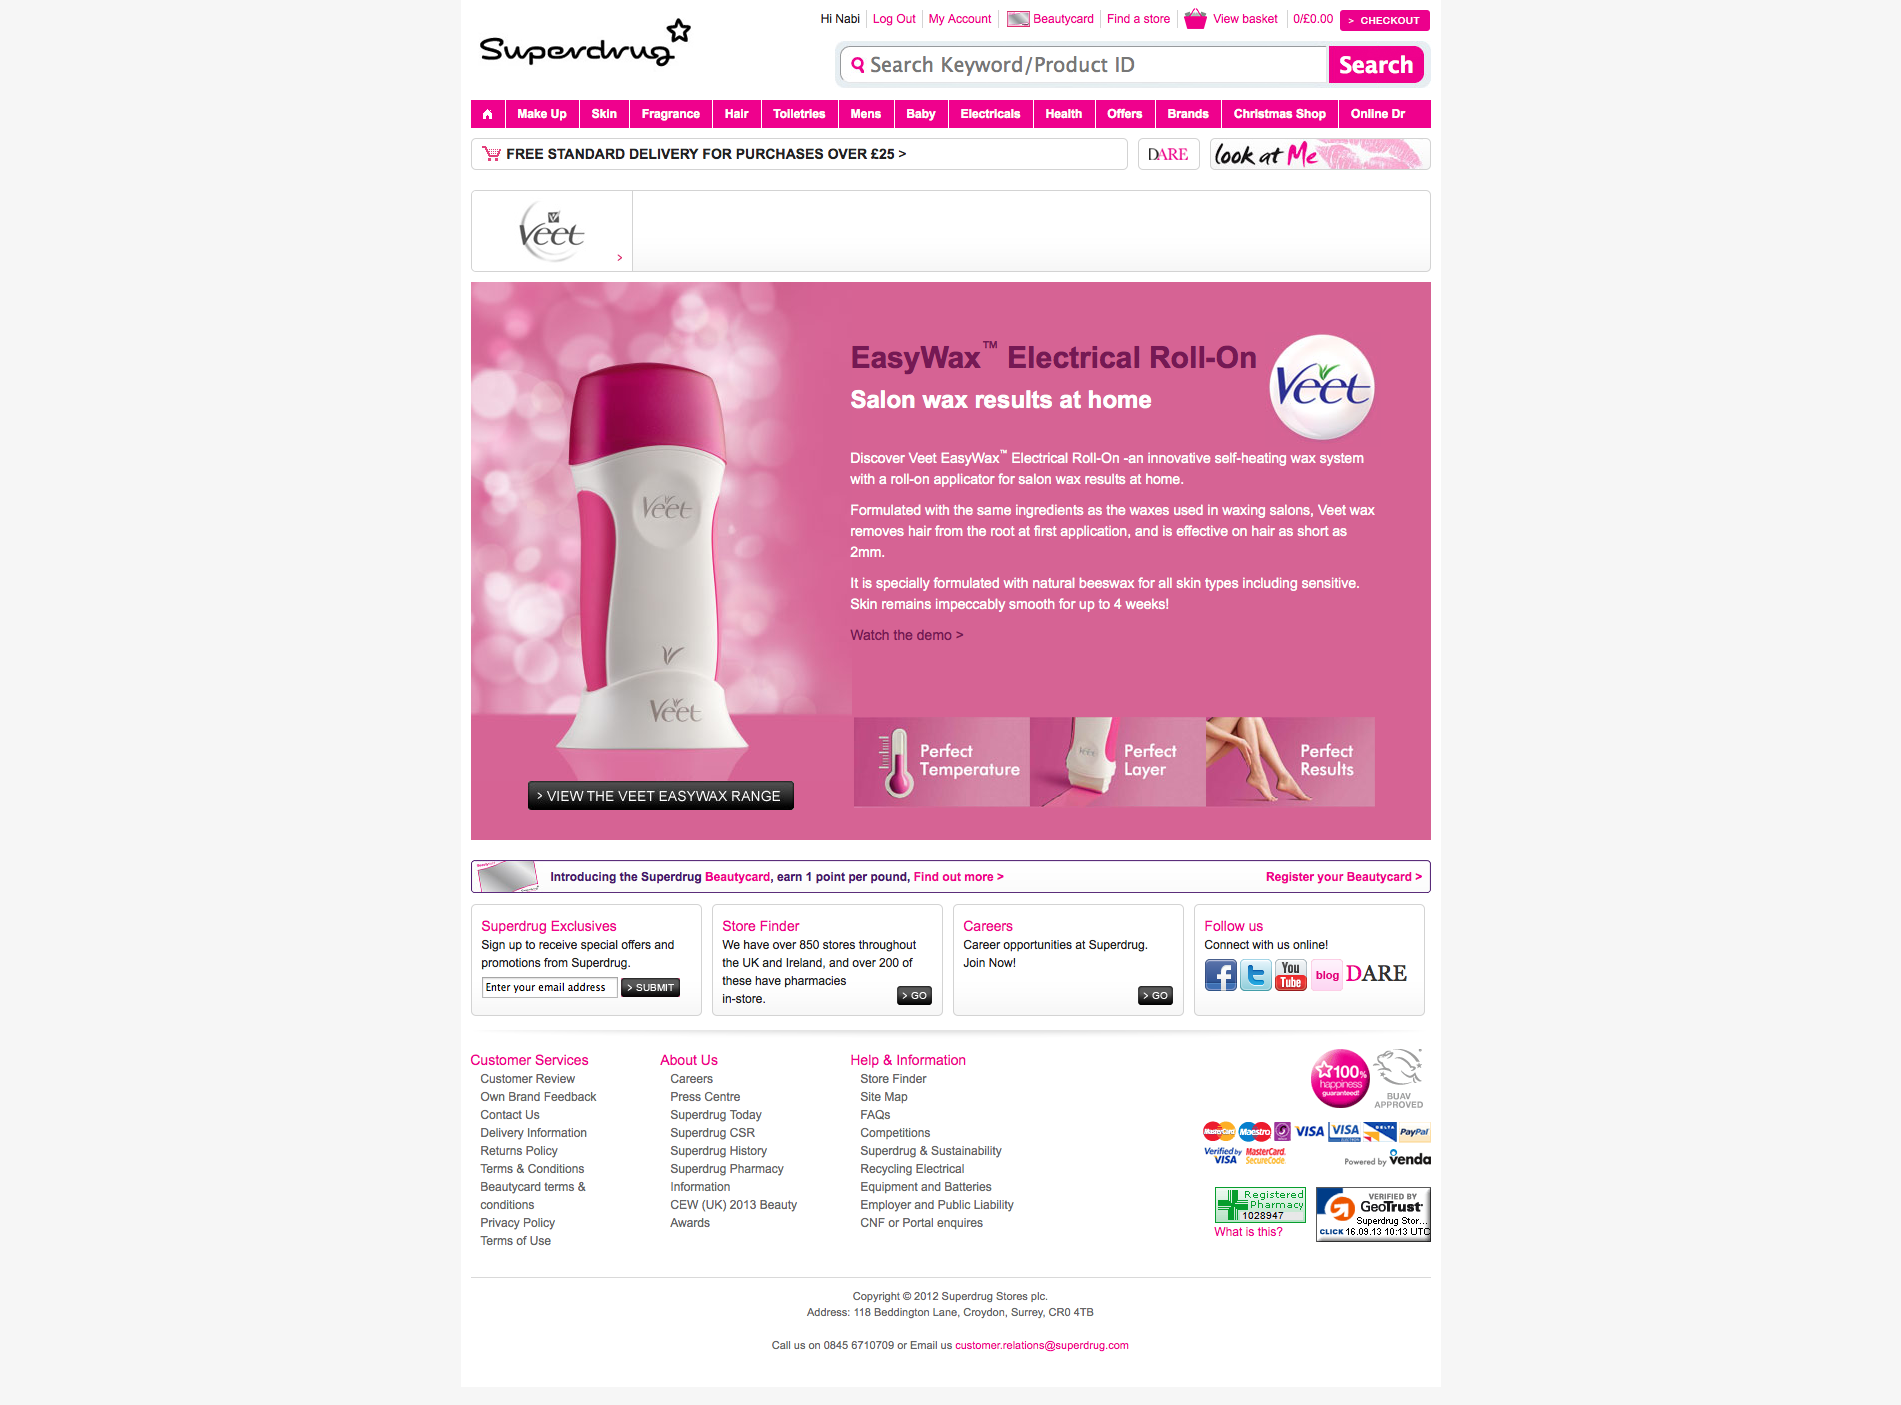 Superdrug
Hi Nabi
Log Out
My Account
Beautycard
Find a store
View basket
0/£0.00
> CHECKOUT
Search Keyword/Product ID
Search
Make Up
Skin
Fragrance
Hair
Toiletries
Mens
Baby
Electricals
Health
Offers
Brands
Christmas Shop
Online Dr
FREE STANDARD DELIVERY FOR PURCHASES OVER £25 >
DARE
look at Me
Veet
>
EasyWax™ Electrical Roll-On
Veet
Salon wax results at home
Discover Veet EasyWax™ Electrical Roll-On -an innovative self-heating wax system
with a roll-on applicator for salon wax results at home.
Formulated with the same ingredients as the waxes used in waxing salons, Veet wax
removes hair from the root at first application, and is effective on hair as short as
2mm.
It is specially formulated with natural beeswax for all skin types including sensitive.
Skin remains impeccably smooth for up to 4 weeks!
Watch the demo >
Veet
Veet
Perfect
Temperature
Perfect
Layer
Perfect
Results
> VIEW THE VEET EASYWAX RANGE
Introducing the Superdrug Beautycard, earn 1 point per pound, Find out more >
Register your Beautycard >
Superdrug Exclusives
Sign up to receive special offers and
promotions from Superdrug.
Enter your email address
> SUBMIT
Store Finder
We have over 850 stores throughout
the UK and Ireland, and over 200 of
these have pharmacies
in-store.
> GO
Careers
Career opportunities at Superdrug.
Join Now!
> GO
Follow us
Connect with us online!
You
Tube
blog
DARE
Customer Services
Customer Review
Own Brand Feedback
Contact Us
Delivery Information
Returns Policy
Terms & Conditions
Beautycard terms &
conditions
Privacy Policy
Terms of Use
About Us
Careers
Press Centre
Superdrug Today
Superdrug CSR
Superdrug History
Superdrug Pharmacy
Information
CEW (UK) 2013 Beauty
Awards
Help & Information
Store Finder
Site Map
FAQs
Competitions
Superdrug & Sustainability
Recycling Electrical
Equipment and Batteries
Employer and Public Liability
CNF or Portal enquires
100%
happiness
guaranteed!
BUAV
APPROVED
MasterCard
Maestro
VISA
VISA
ELECTRON
DELTA
PayPal
Verified by
VISA
MasterCard.
SecureCode.
Powered by venda
Registered
Pharmacy
1028947
What is this?
VERIFIED BY
GeoTrust
Superdrug Stor...
CLICK 16.09.13 10:13 UTC
Copyright © 2012 Superdrug Stores plc.
Address: 118 Beddington Lane, Croydon, Surrey, CR0 4TB
Call us on 0845 6710709 or Email us customer.relations@superdrug.com